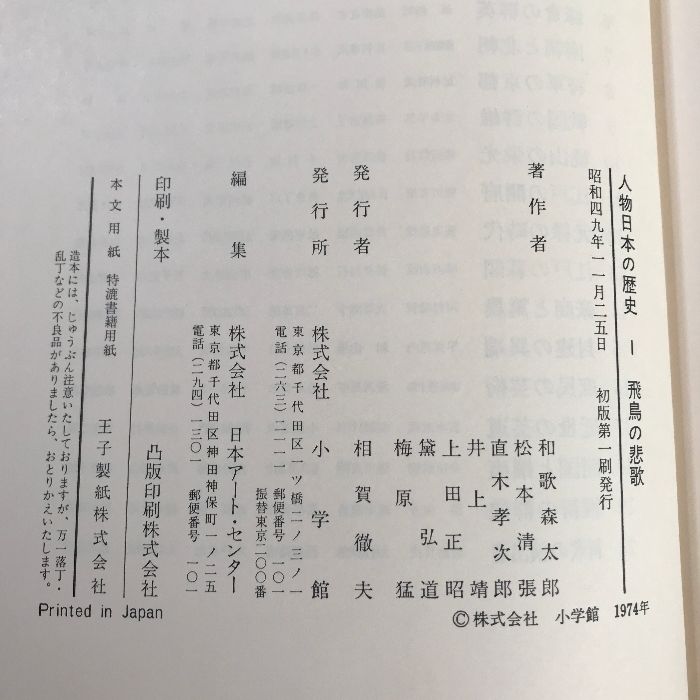 人物日本の歴史 1 飛鳥の悲歌
昭和四九年一一月二五日 初版第一刷発行
著作者 和歌森太郎
松本清張
直木孝次郎
井上靖
上田正昭
黛弘道
梅原猛
発行者 相賀徹夫
発行所 株式会社 小学館
東京都千代田区一ツ橋二ノ三ノ一
電話(二六三)二一一一 郵便番号一〇一
振替東京二〇〇番
編集 株式会社 日本アート・センター
東京都千代田区神田神保町一ノ二五
電話(二九四)一三〇一 郵便番号一〇一
印刷・製本 凸版印刷株式会社
本文用紙 特漉書籍用紙 王子製紙株式会社
造本には、じゅうぶん注意いたしておりますが、万一落丁・
乱丁などの不良品がありましたら、おとりかえいたします。
Printed in Japan
©株式会社 小学館 1974年